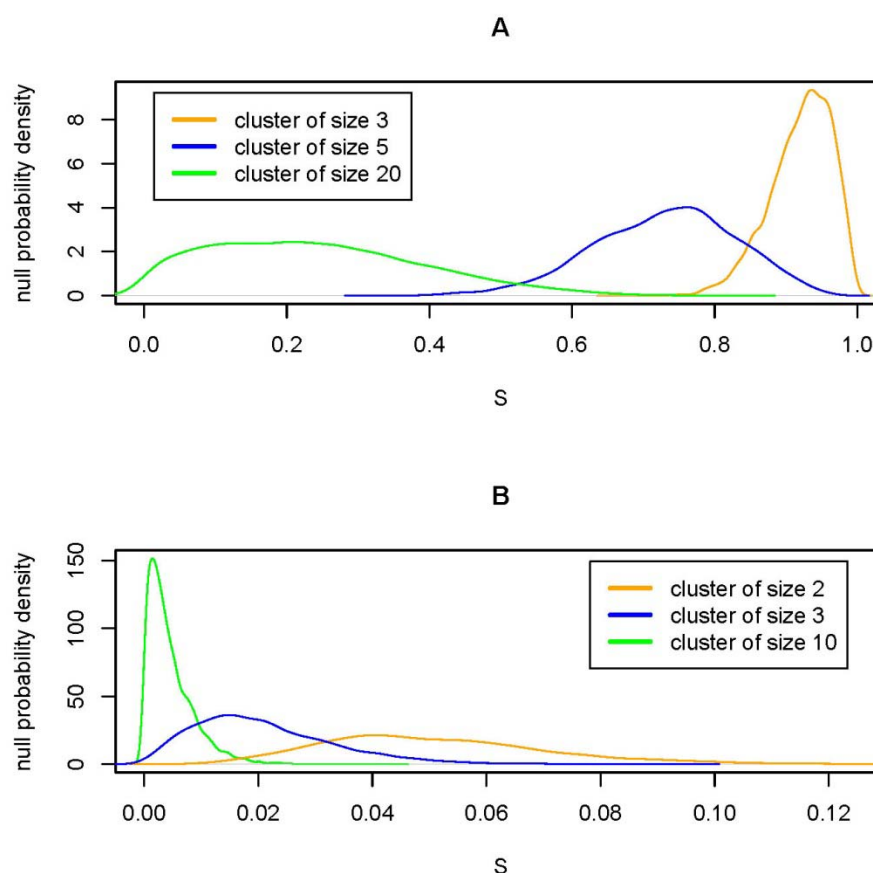 A
null probability density
8
6
4
2
0
cluster of size 3
cluster of size 5
cluster of size 20
0.0 0.2 0.4 0.6 0.8 1.0
S
B
null probability density
150
100
50
0
cluster of size 2
cluster of size 3
cluster of size 10
0.00 0.02 0.04 0.06 0.08 0.10 0.12
S